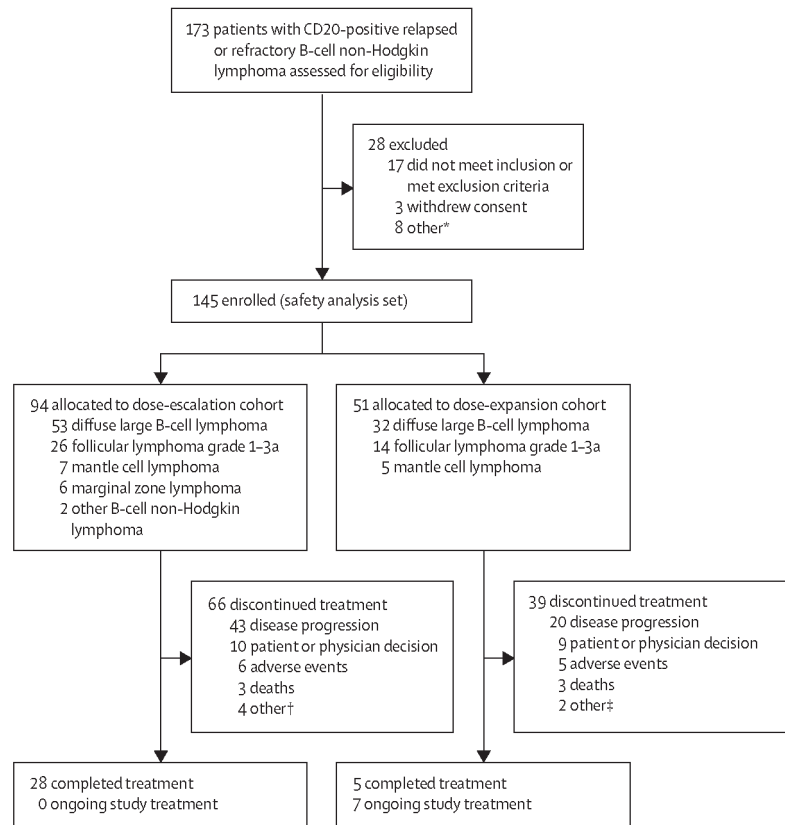 173 patients with CD20-positive relapsed
or refractory B-cell non-Hodgkin
lymphoma assessed for eligibility
28 excluded
17 did not meet inclusion or
met exclusion criteria
3 withdrew consent
8 other*
145 enrolled (safety analysis set)
94 allocated to dose-escalation cohort
53 diffuse large B-cell lymphoma
26 follicular lymphoma grade 1–3a
7 mantle cell lymphoma
6 marginal zone lymphoma
2 other B-cell non-Hodgkin
lymphoma
51 allocated to dose-expansion cohort
32 diffuse large B-cell lymphoma
14 follicular lymphoma grade 1–3a
5 mantle cell lymphoma
66 discontinued treatment
43 disease progression
10 patient or physician decision
6 adverse events
3 deaths
4 other†
39 discontinued treatment
20 disease progression
9 patient or physician decision
5 adverse events
3 deaths
2 other‡
28 completed treatment
0 ongoing study treatment
5 completed treatment
7 ongoing study treatment